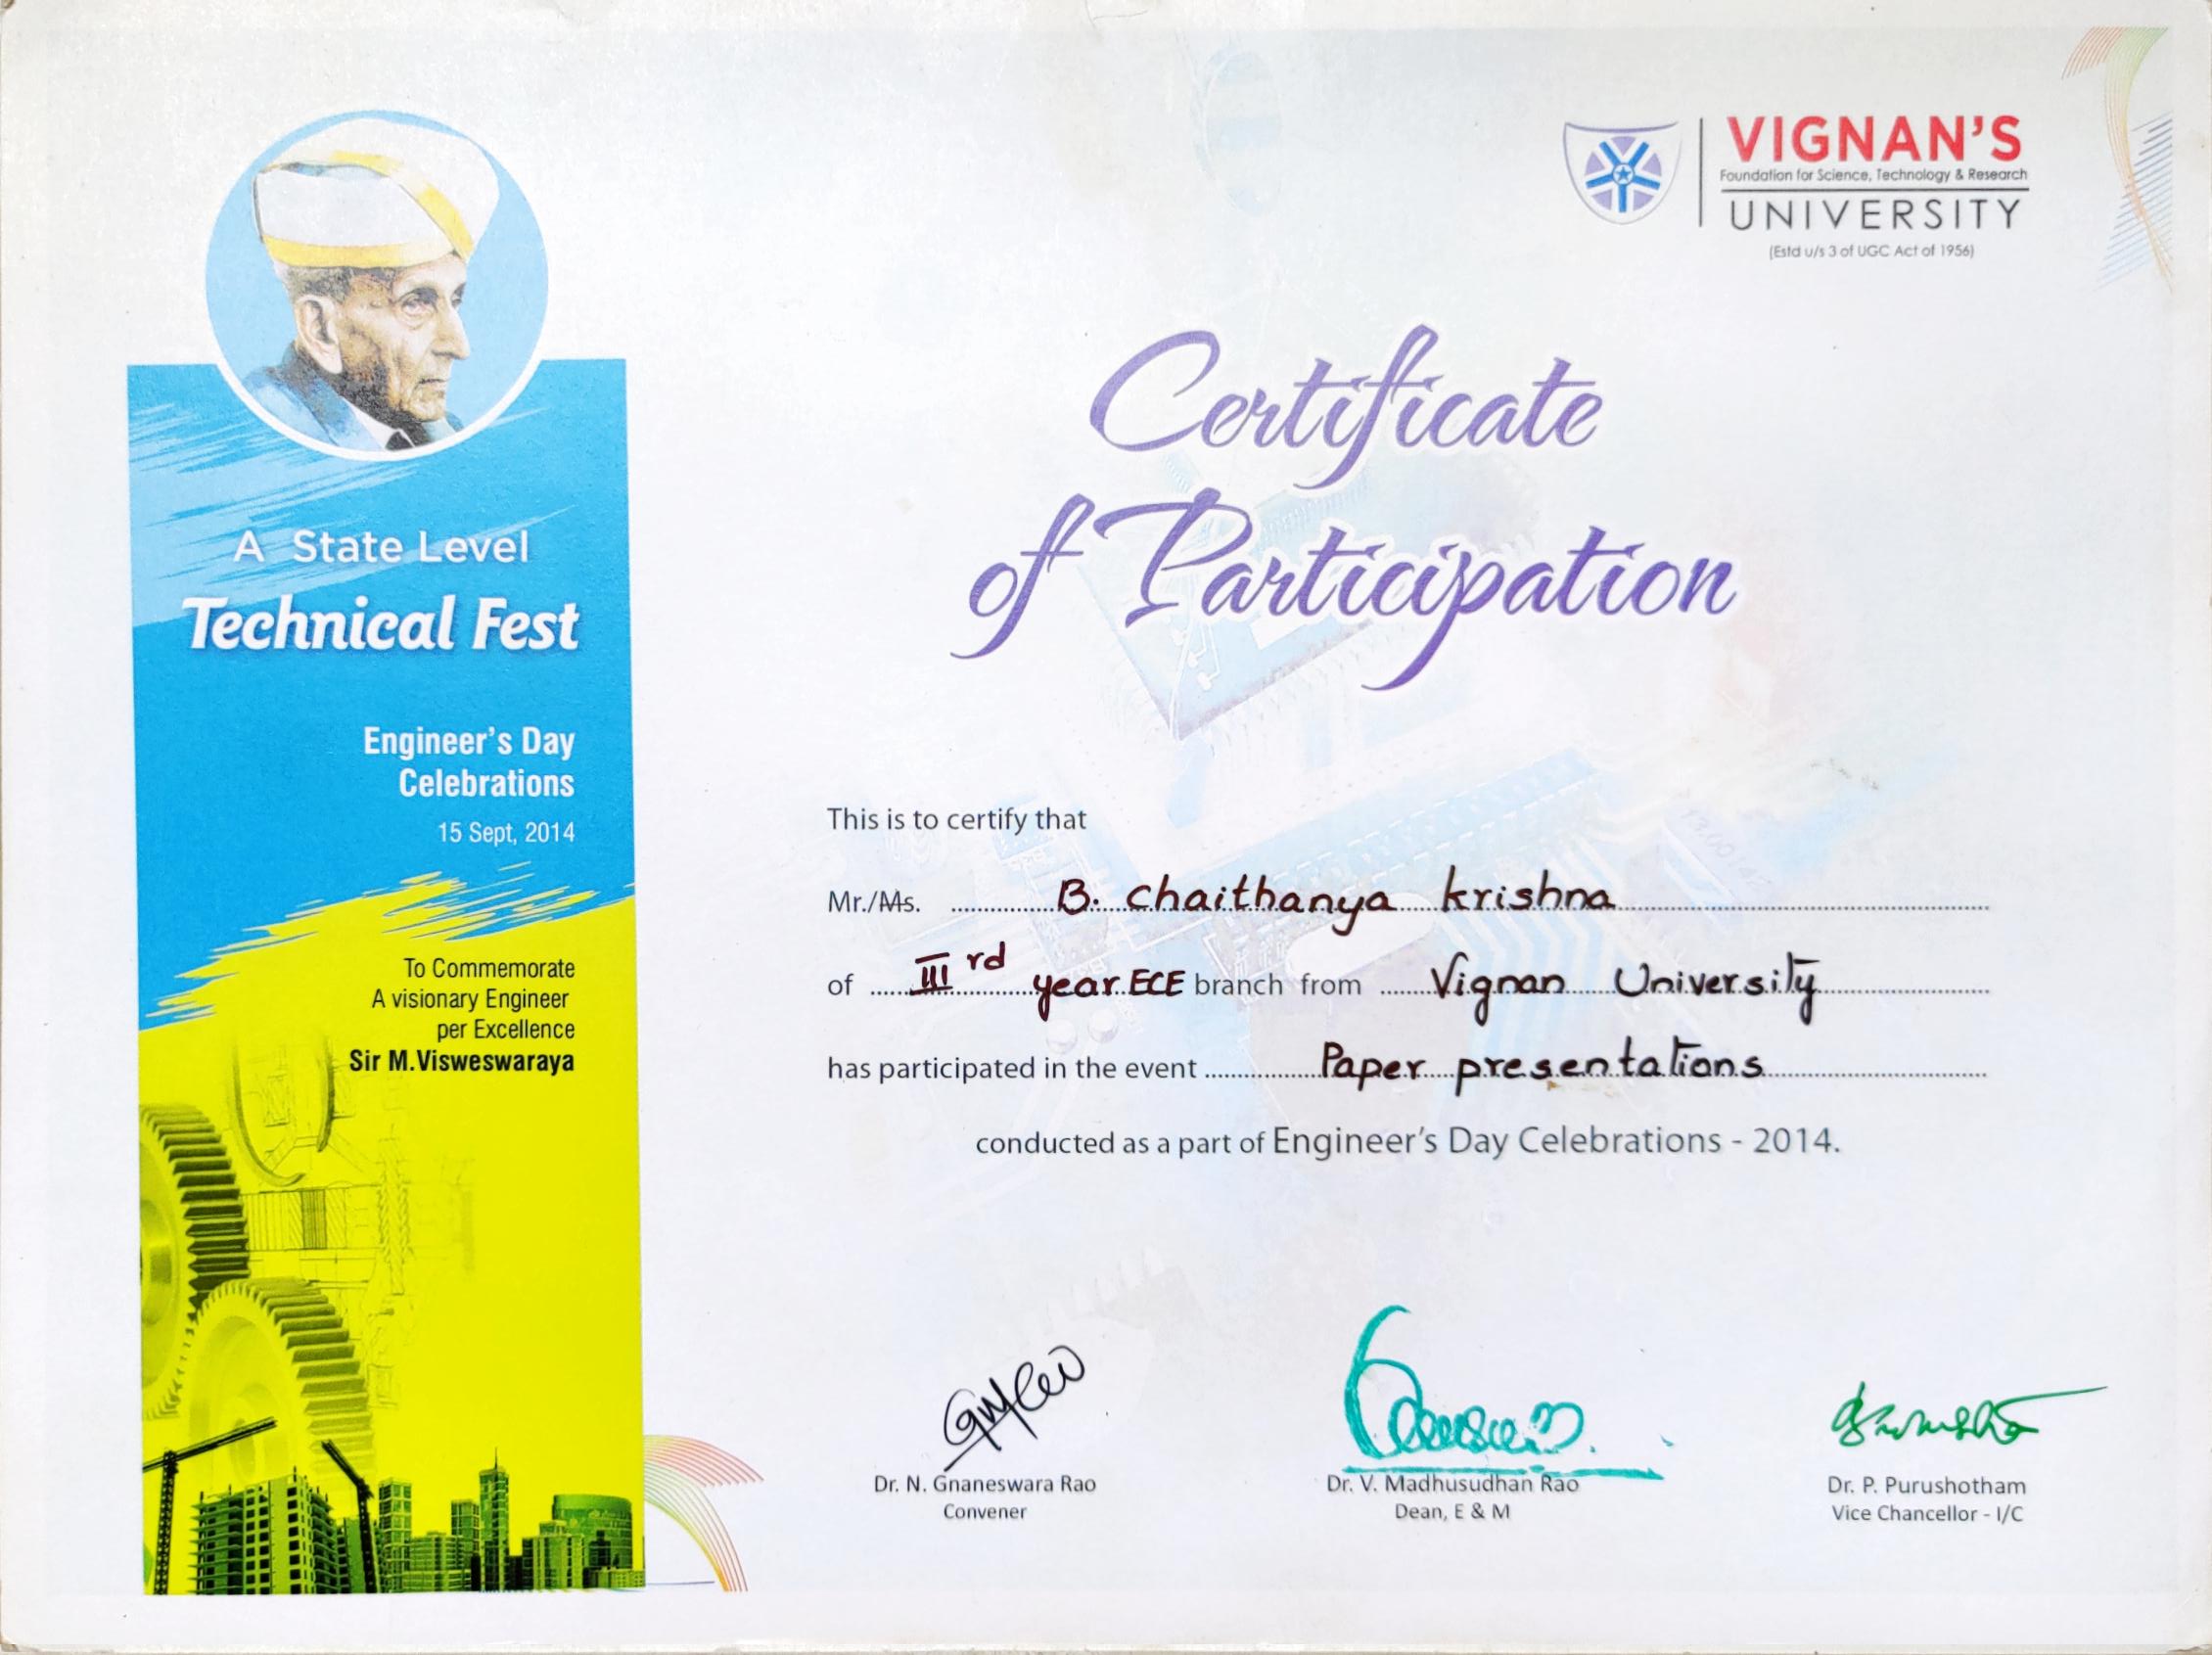 VIGNAN'S
Foundation for Science, Technology & Research
UNIVERSITY
(Estd u/s 3 of UGC Act of 1956)
A State Level
Technical Fest
Engineer's Day
Celebrations
15 Sept, 2014
To Commemorate
A visionary Engineer
per Excellence
Sir M.Visweswaraya
Certificate
of Participation
This is to certify that
Mr./Ms. B. Chaithanya krishna
of III rd year ECE branch from Vignan University
has participated in the event Paper presentations
conducted as a part of Engineer's Day Celebrations - 2014.
Dr. N. Gnaneswara Rao
Convener
Dr. V. Madhusudhan Rao
Dean, E & M
Dr. P. Purushotham
Vice Chancellor - I/C